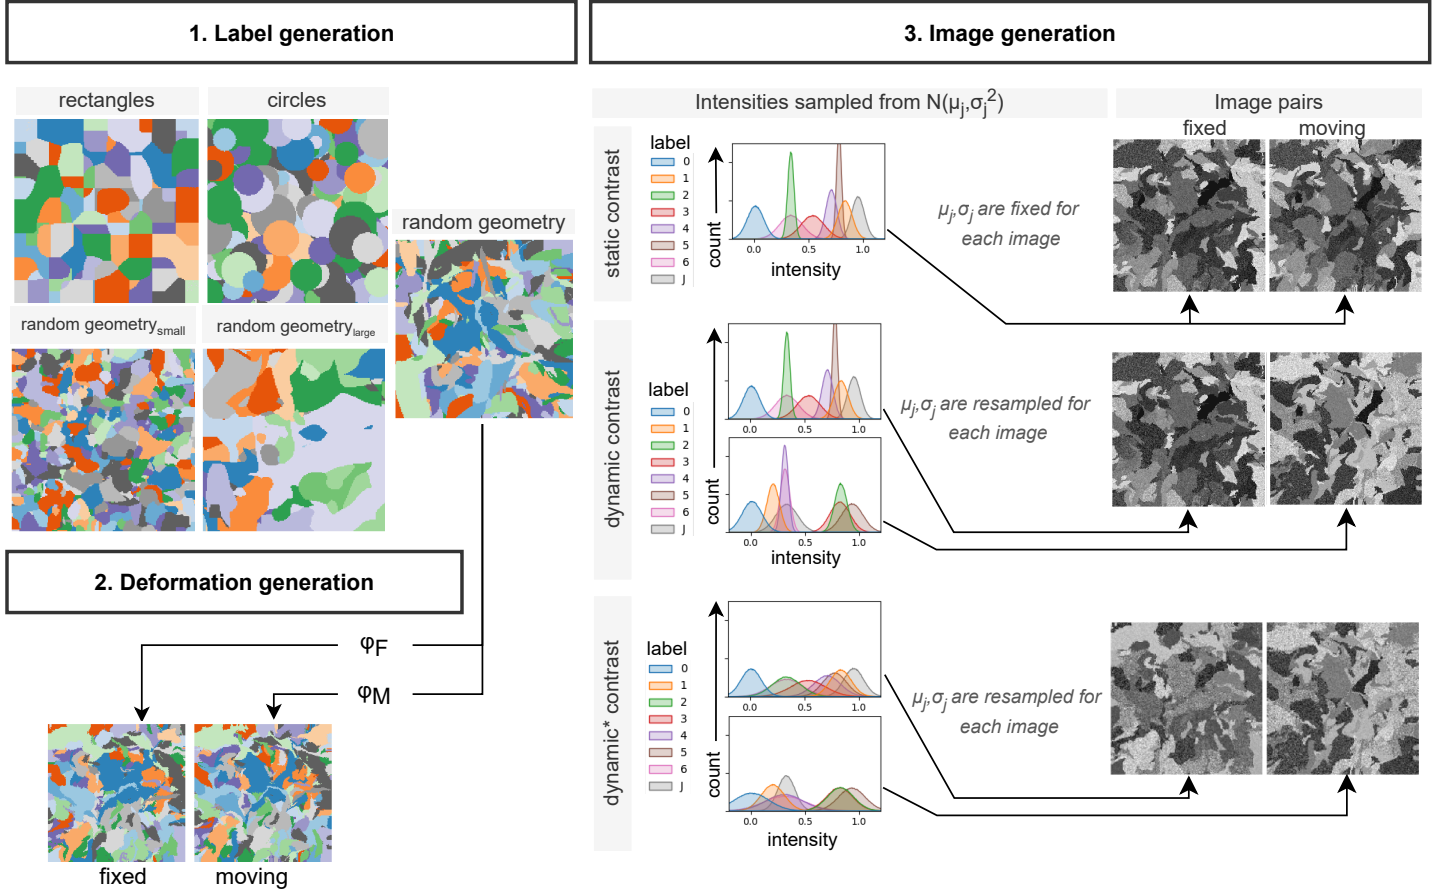 1. Label generation
rectangles
circles
random geometry
random geometrysmall
random geometrylarge
2. Deformation generation
φF
φM
fixed
moving
3. Image generation
Intensities sampled from N(μj,σj2)
Image pairs
fixed
moving
static contrast
label
0
1
2
3
4
5
6
J
count
0.0 0.5 1.0
intensity
μj,σj are fixed for
each image
dynamic contrast
label
0
1
2
3
4
5
6
J
count
0.0 0.5 1.0
0.0 0.5 1.0
intensity
μj,σj are resampled for
each image
dynamic* contrast
label
0
1
2
3
4
5
6
J
count
0.0 0.5 1.0
0.0 0.5 1.0
intensity
μj,σj are resampled for
each image